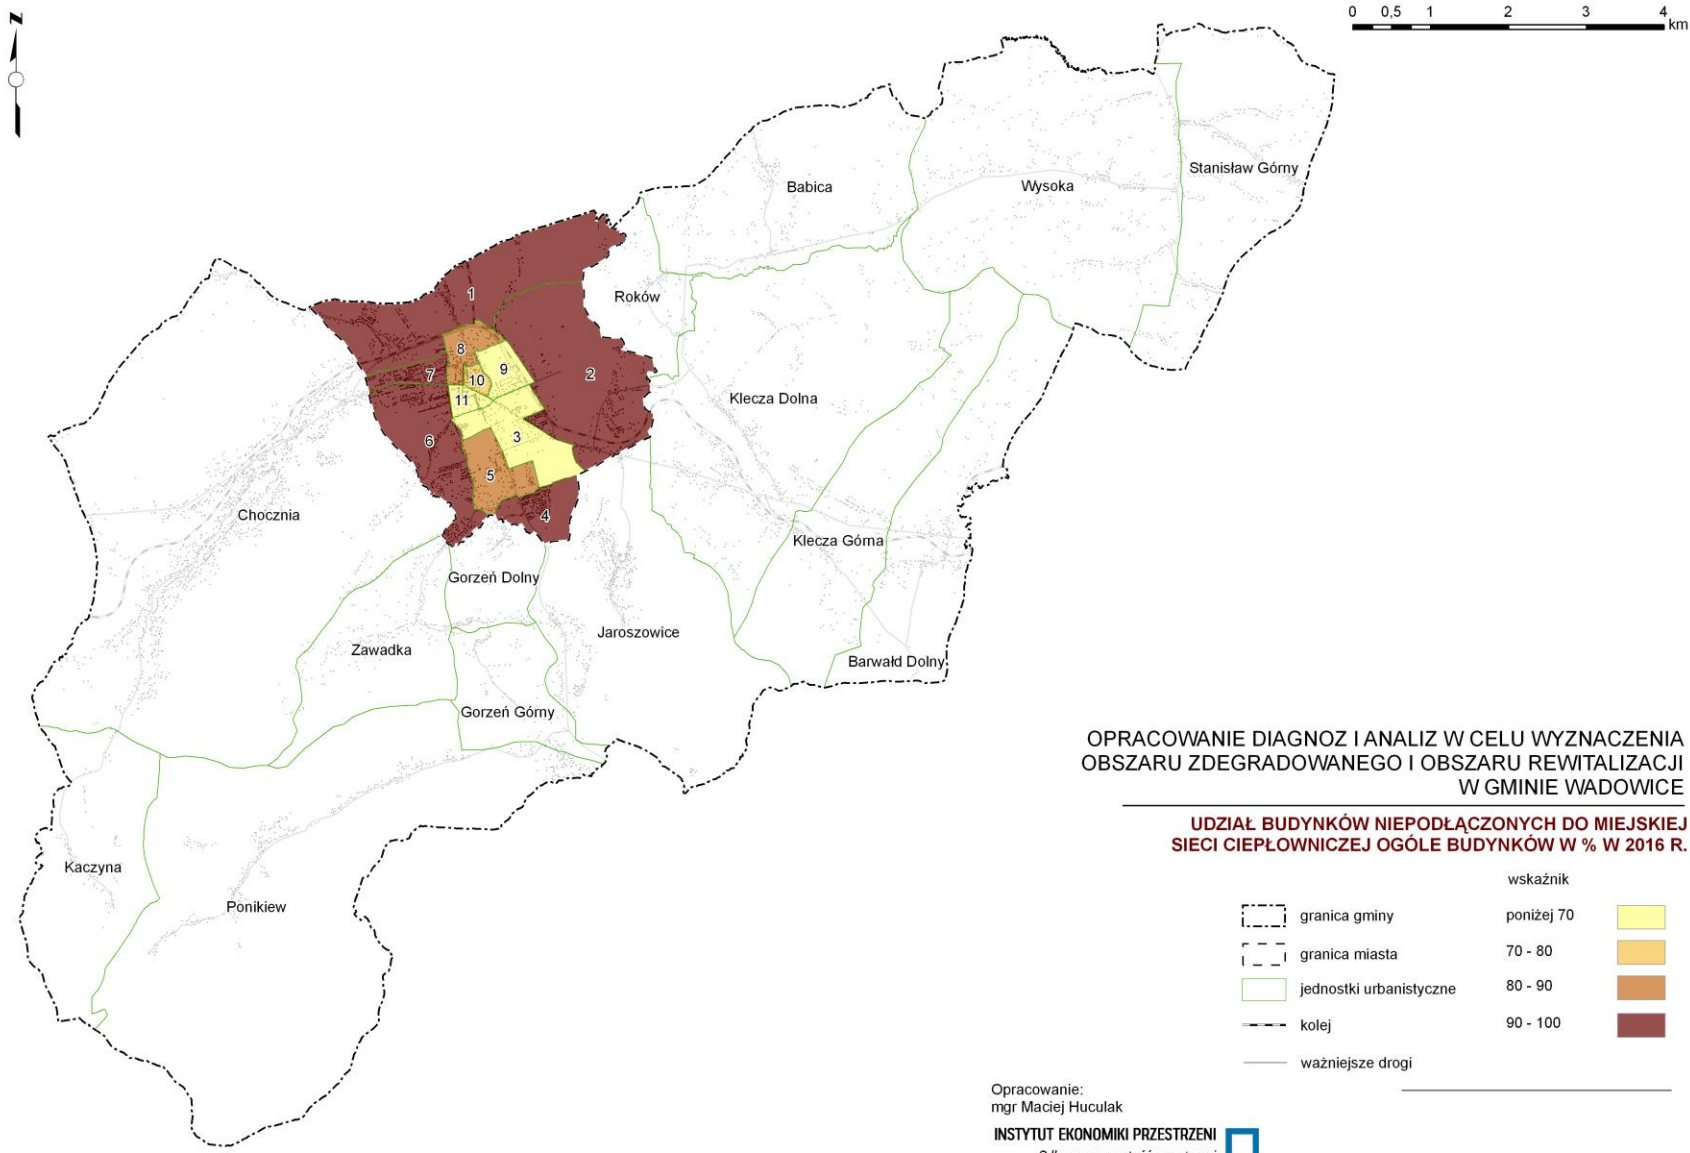 z
0 0,5 1 2 3 4
km
Stanisław Górny
Wysoka
Babica
Roków
1
8
9
7
10
2
11
Klecza Dolna
3
6
5
4
Chocznia
Klecza Górna
Gorzeń Dolny
Jaroszowice
Zawadka
Barwałd Dolny
Gorzeń Górny
Kaczyna
Ponikiew
OPRACOWANIE DIAGNOZ I ANALIZ W CELU WYZNACZENIA
OBSZARU ZDEGRADOWANEGO I OBSZARU REWITALIZACJI
W GMINIE WADOWICE
UDZIAŁ BUDYNKÓW NIEPODŁĄCZONYCH DO MIEJSKIEJ
SIECI CIEPŁOWNICZEJ OGÓLE BUDYNKÓW W % W 2016 R.
wskaźnik
granica gminy poniżej 70
granica miasta 70 - 80
jednostki urbanistyczne 80 - 90
kolej 90 - 100
ważniejsze drogi
Opracowanie:
mgr Maciej Huculak
INSTYTUT EKONOMIKI PRZESTRZENI